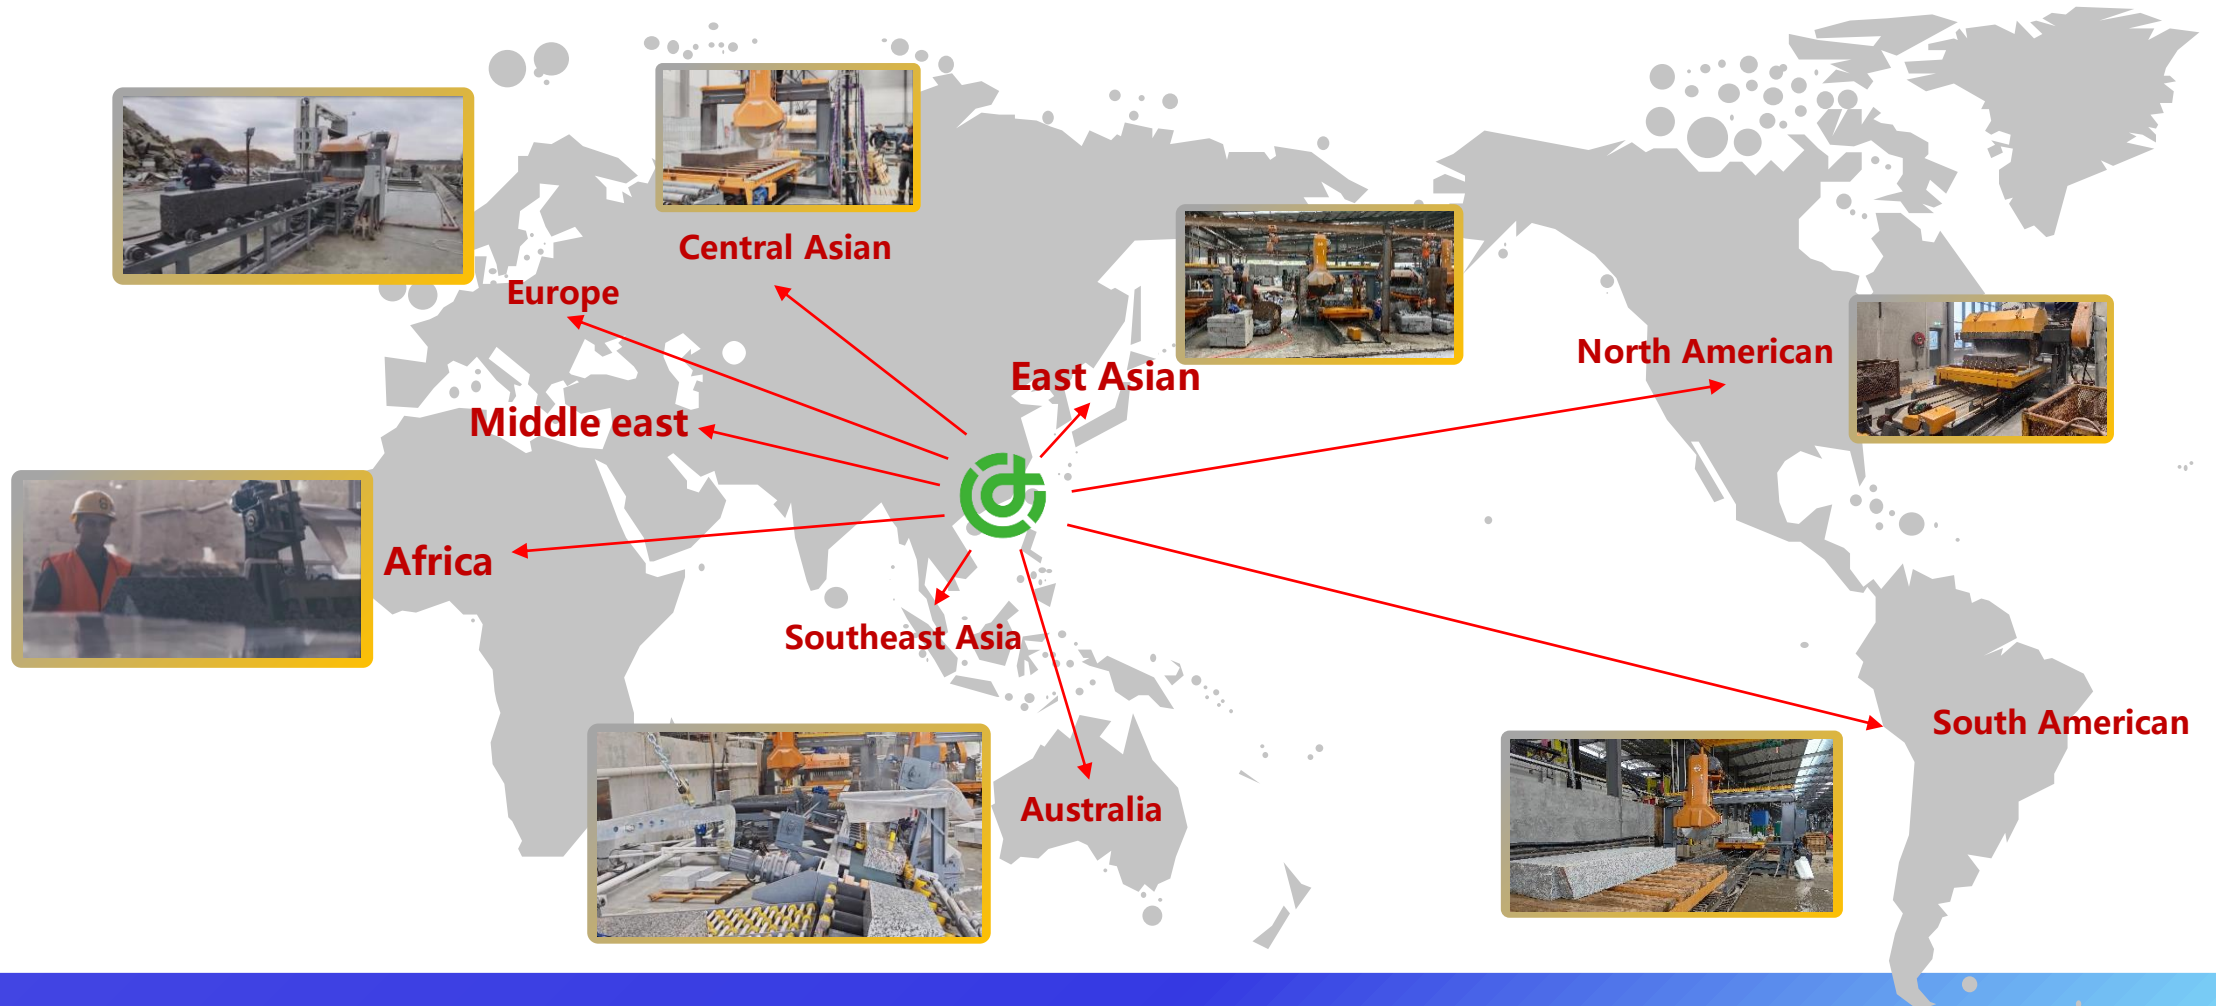 Central Asian
Europe
East Asian
North American
Middle east
Africa
Southeast Asia
South American
Australia